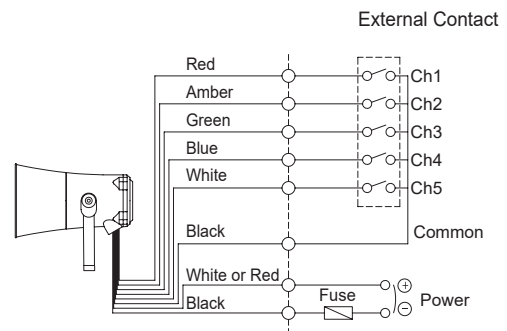 External Contact
Red
Ch1
Amber
Ch2
Green
Ch3
Blue
Ch4
White
Ch5
Black
Common
White or Red
Fuse
Power
Black